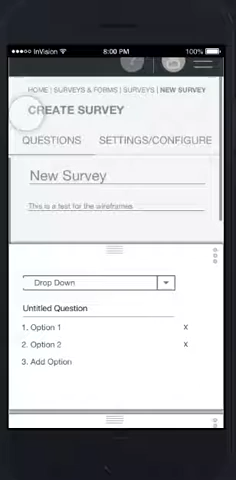 InVision 8:00 PM 100%
?
HOME | SURVEYS & FORMS | SURVEYS | NEW SURVEY
CREATE SURVEY
QUESTIONS SETTINGS/CONFIGURE
New Survey
This is a test for the wireframes
Drop Down
Untitled Question
1. Option 1 x
2. Option 2 x
3. Add Option